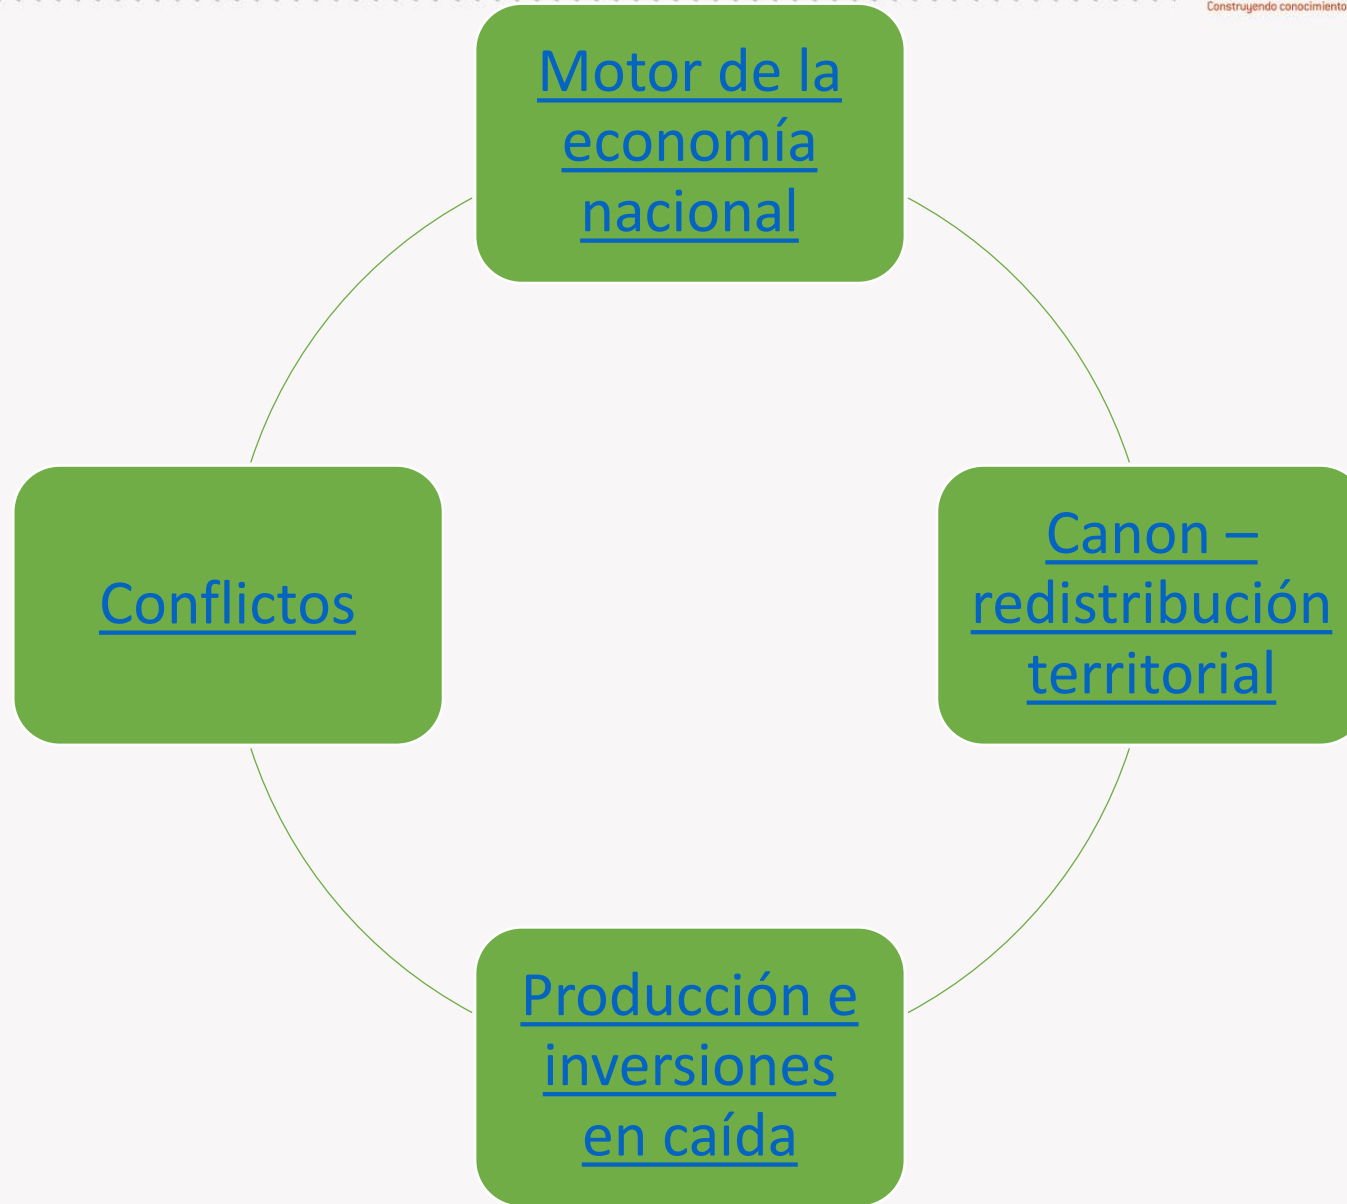 Construyendo conocimiento
Motor de la
economía
nacional
Canon –
redistribución
territorial
Conflictos
Producción e
inversiones
en caída